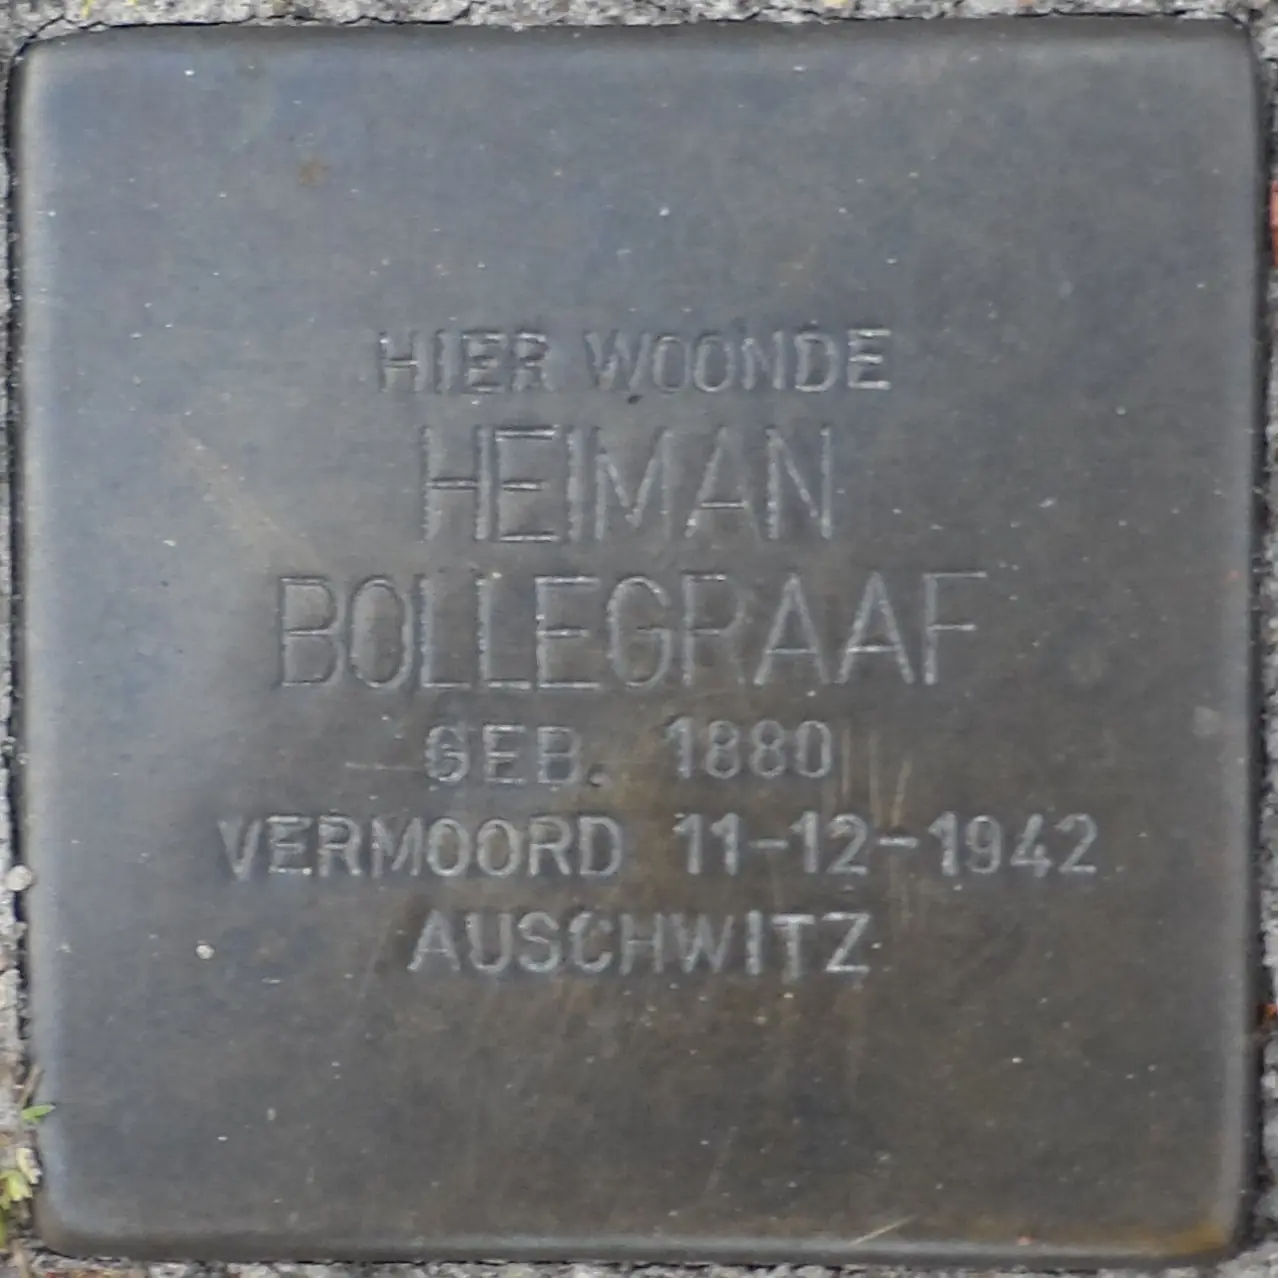 HIER WOONDE
HEIMAN
BOLLEGRAAF
GEB. 1880
VERMOORD 11-12-1942
AUSCHWITZ